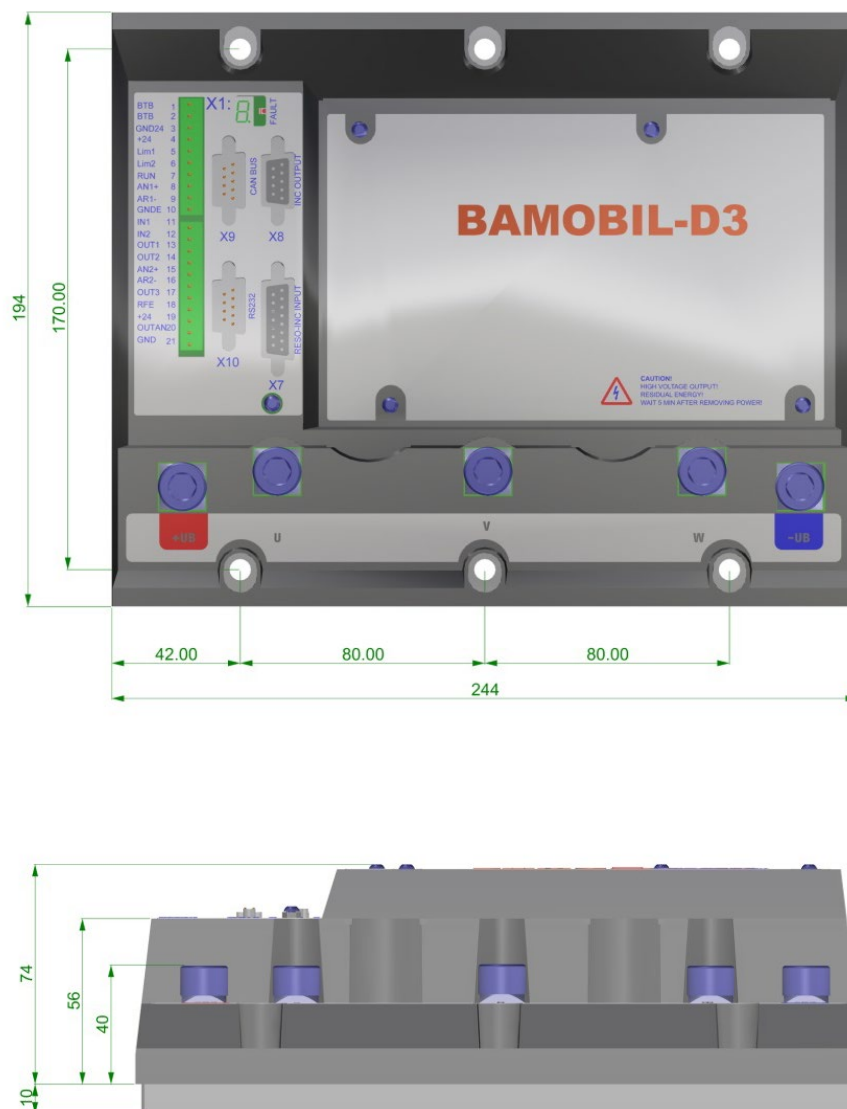 X1:
FAULT
BTB 1
BTB 2
GND24 3
+24 4
Lim1 5
Lim2 6
RUN 7
AN1+ 8
AR1- 9
GNDE 10
IN1 11
IN2 12
OUT1 13
OUT2 14
AN2+ 15
AR2- 16
OUT3 17
RFE 18
+24 19
OUTAN20
GND 21
CAN BUS
INC OUTPUT
X9
X8
RS232
RESO-INC INPUT
X10
X7
BAMOBIL-D3
CAUTION!
HIGH VOLTAGE OUTPUT!
RESIDUAL ENERGY!
WAIT 5 MIN AFTER REMOVING POWER!
194
170.00
+UB
U
V
W
-UB
42.00
80.00
80.00
244
74
56
40
10